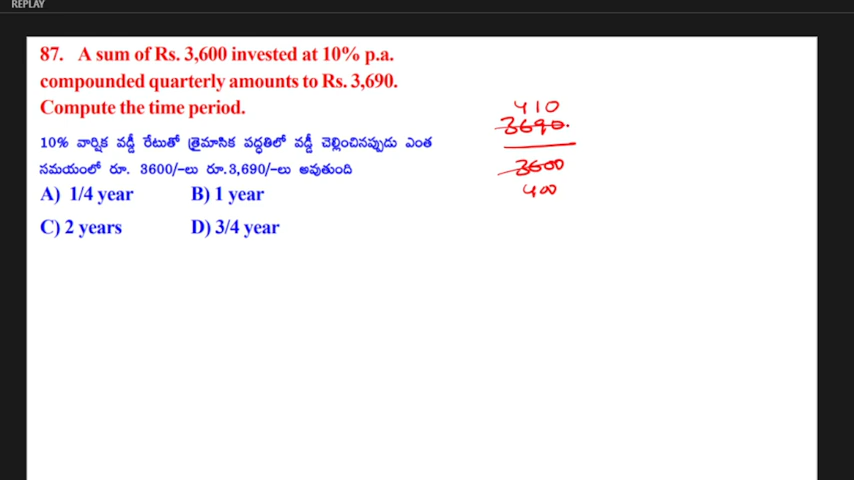 REPLAY
87. A sum of Rs. 3,600 invested at 10% p.a.
compounded quarterly amounts to Rs. 3,690.
Compute the time period.
10% వార్షిక వడ్డీ రేటుతో త్రైమాసిక పద్ధతిలో వడ్డీ చెల్లించినప్పుడు ఎంత
సమయంలో రూ. 3600/-లు రూ.3,690/-లు అవుతుంది
A) 1/4 year B) 1 year
C) 2 years D) 3/4 year
410
3690
3600
400